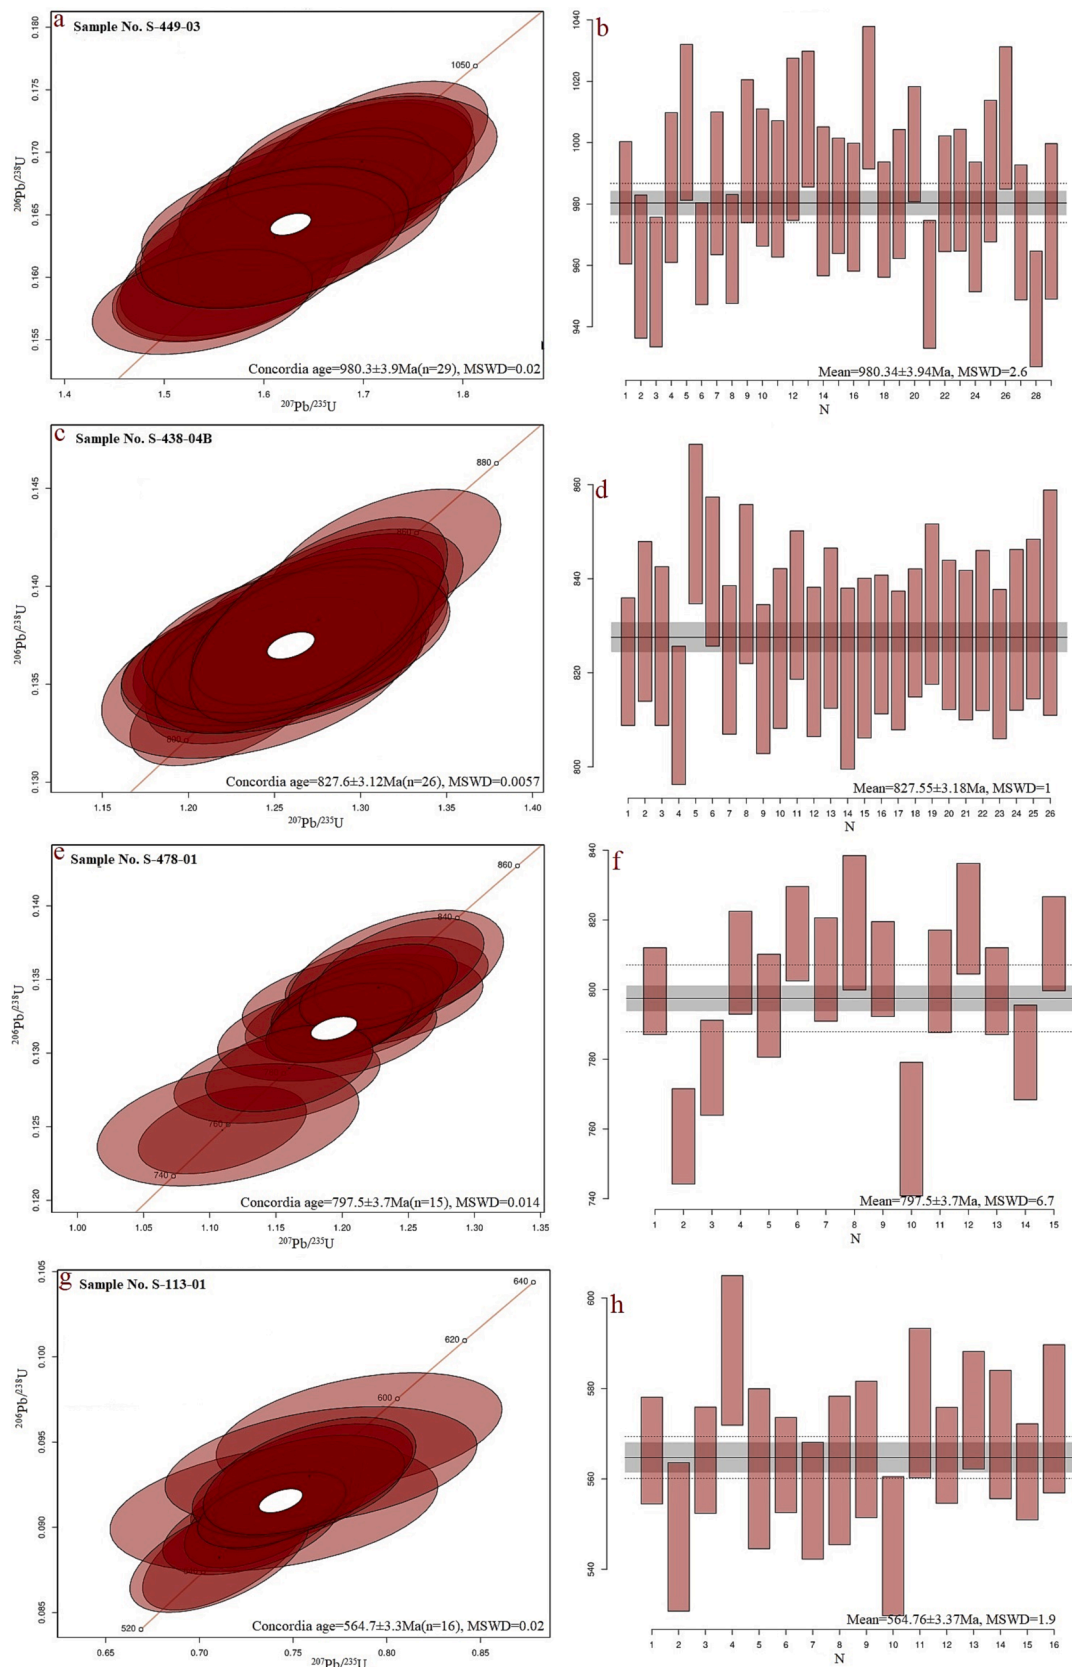 a
Sample No. S-449-03
0.180
0.175
0.170
0.165
0.160
0.155
²⁰⁶Pb/²³⁸U
1050
Concordia age=980.3±3.9Ma(n=29), MSWD=0.02
1.4 1.5 1.6 1.7 1.8
²⁰⁷Pb/²³⁵U
b
1040
1020
1000
980
960
940
Mean=980.34±3.94Ma, MSWD=2.6
1 2 3 4 5 6 7 8 9 10 12 14 16 18 20 22 24 26 28
N
c
Sample No. S-438-04B
0.145
0.140
0.135
0.130
²⁰⁶Pb/²³⁸U
880
860
800
Concordia age=827.6±3.12Ma(n=26), MSWD=0.0057
1.15 1.20 1.25 1.30 1.35 1.40
²⁰⁷Pb/²³⁵U
d
860
840
820
800
Mean=827.55±3.18Ma, MSWD=1
1 2 3 4 5 6 7 8 9 10 11 12 13 14 15 16 17 18 19 20 21 22 23 24 25 26
N
e
Sample No. S-478-01
0.140
0.135
0.130
0.125
0.120
²⁰⁶Pb/²³⁸U
860
840
760
740
Concordia age=797.5±3.7Ma(n=15), MSWD=0.014
1.00 1.05 1.10 1.15 1.20 1.25 1.30 1.35
²⁰⁷Pb/²³⁵U
f
840
820
800
780
760
740
Mean=797.5±3.7Ma, MSWD=6.7
1 2 3 4 5 6 7 8 9 10 11 12 13 14 15
N
g
Sample No. S-113-01
0.105
0.100
0.095
0.090
0.085
²⁰⁶Pb/²³⁸U
640
620
600
520
Concordia age=564.7±3.3Ma(n=16), MSWD=0.02
0.65 0.70 0.75 0.80 0.85
²⁰⁷Pb/²³⁵U
h
600
580
560
540
Mean=564.76±3.37Ma, MSWD=1.9
1 2 3 4 5 6 7 8 9 10 11 12 13 14 15 16
N